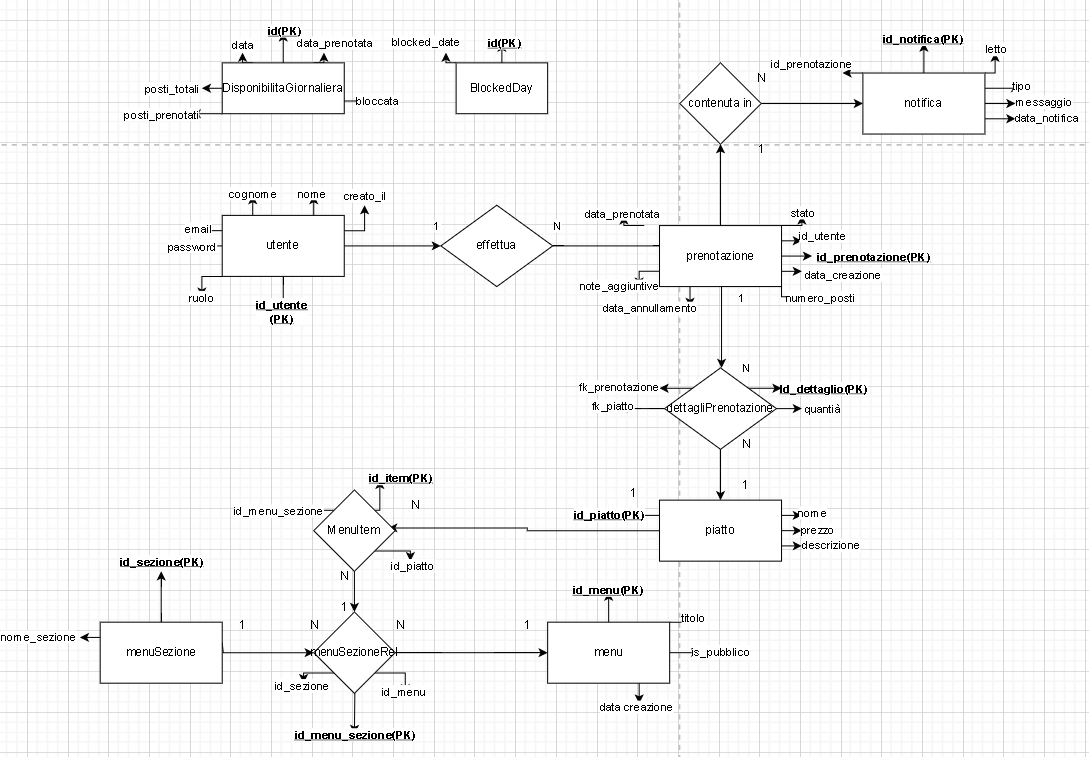 id(PK)
data
data_prenotata
DisponibilitaGiornaliera
posti_totali
bloccata
posti_prenotati
blocked_date
id(PK)
BlockedDay
id_notifica(PK)
letto
id_prenotazione
N
contenuta in
notifica
tipo
messaggio
data_notifica
1
cognome
nome
creato_il
email
password
utente
ruolo
id_utente
(PK)
1
effettua
N
data_prenotata
stato
id_utente
prenotazione
id_prenotazione(PK)
data_creazione
note_aggiuntive
data_annullamento
numero_posti
1
N
fk_prenotazione
Id_dettaglio(PK)
fk_piatto
dettagliPrenotazione
quantià
N
1
1
id_piatto(PK)
piatto
nome
prezzo
descrizione
id_item(PK)
N
id_menu_sezione
MenuItem
id_piatto
N
id_sezione(PK)
nome_sezione
menuSezione
1
1
N
N
menuSezioneRel
id_sezione
id_menu
id_menu_sezione(PK)
1
id_menu(PK)
titolo
menu
is_pubblico
data creazione